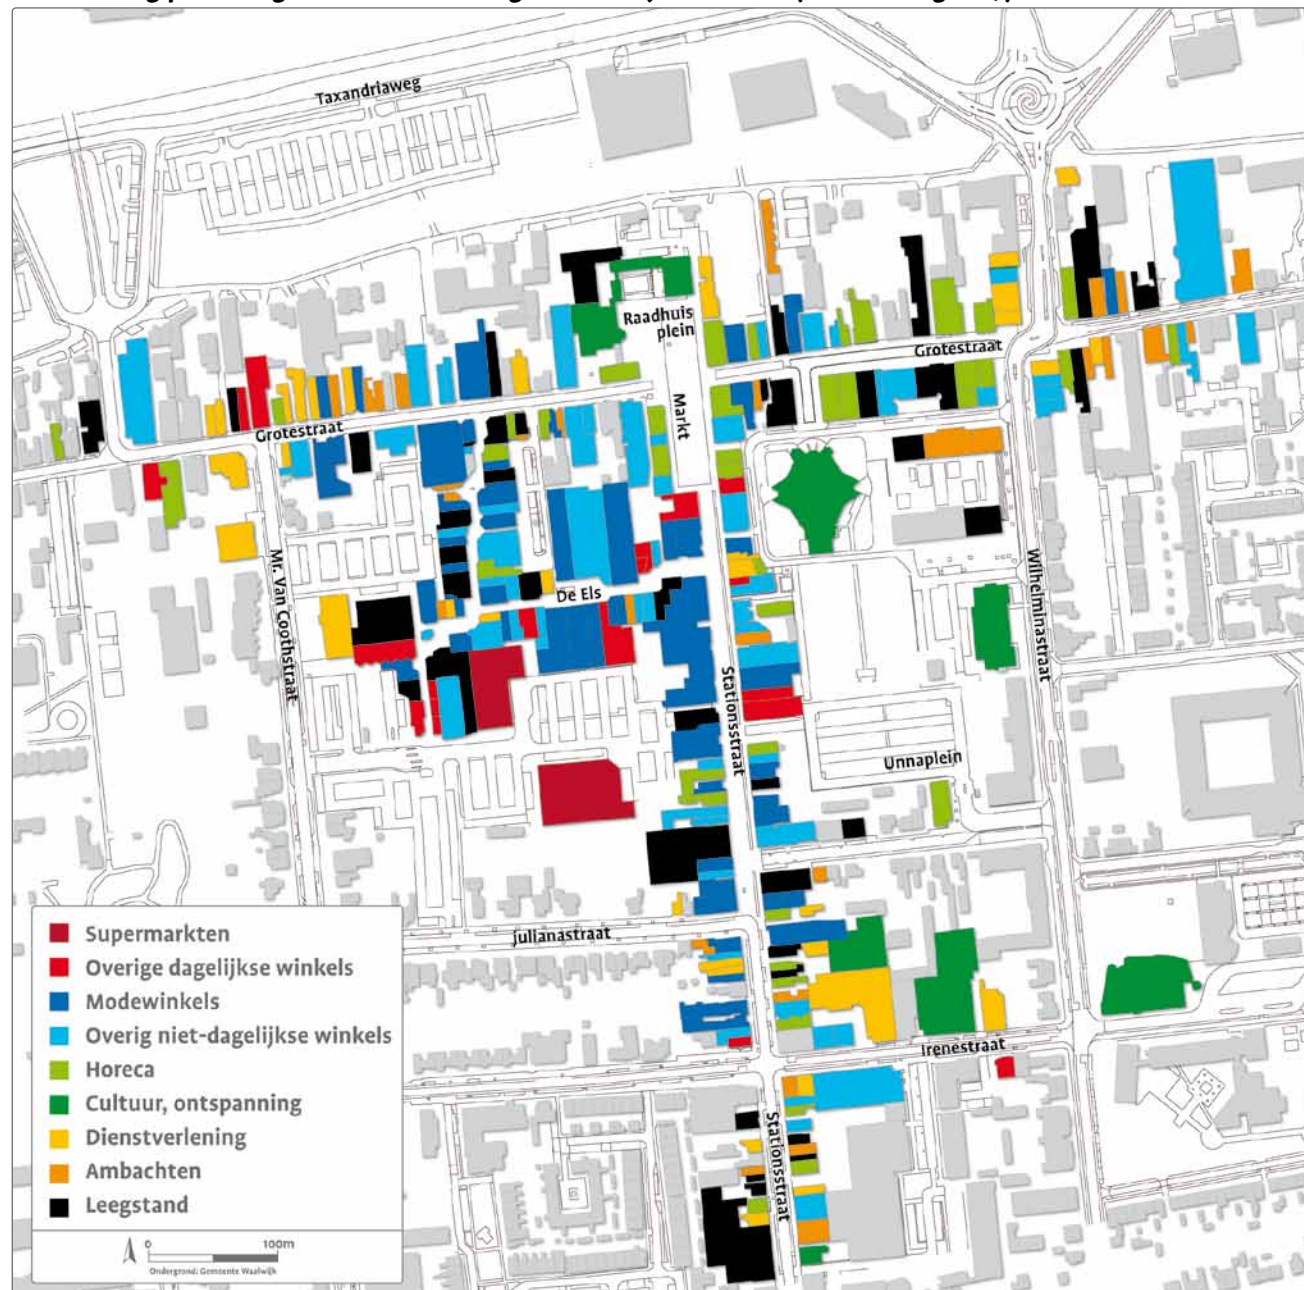 Taxandriaweg
Raadhuis
plein
Grotestraat
Markt
Grotestraat
Mr. Van Coothstraat
De Els
Wilhelminastraat
Stationsstraat
Unnaplein
Julianastraat
Irenestraat
Stationsstraat
Supermarkten
Overige dagelijkse winkels
Modewinkels
Overig niet-dagelijkse winkels
Horeca
Cultuur, ontspanning
Dienstverlening
Ambachten
Leegstand
0 100m
Ondergrond: Gemeente Waalwijk